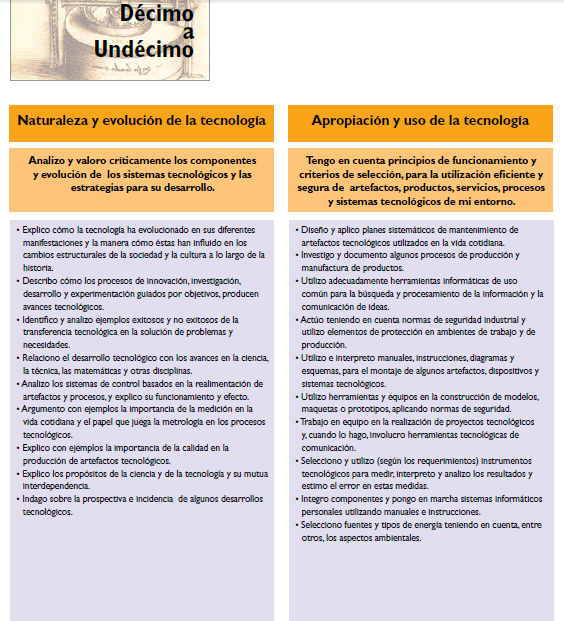 Décimo
a
Undécimo
Naturaleza y evolución de la tecnología
Analizo y valoro críticamente los componentes
y evolución de los sistemas tecnológicos y las
estrategias para su desarrollo.
• Explico cómo la tecnología ha evolucionado en sus diferentes
manifestaciones y la manera cómo éstas han influido en los
cambios estructurales de la sociedad y la cultura a lo largo de la
historia.
• Describo cómo los procesos de innovación, investigación,
desarrollo y experimentación guiados por objetivos, producen
avances tecnológicos.
• Identifico y analizo ejemplos exitosos y no exitosos de la
transferencia tecnológica en la solución de problemas y
necesidades.
• Relaciono el desarrollo tecnológico con los avances en la ciencia,
la técnica, las matemáticas y otras disciplinas.
• Analizo los sistemas de control basados en la realimentación de
artefactos y procesos, y explico su funcionamiento y efecto.
• Argumento con ejemplos la importancia de la medición en la
vida cotidiana y el papel que juega la metrología en los procesos
tecnológicos.
• Explico con ejemplos la importancia de la calidad en la
producción de artefactos tecnológicos.
• Explico los propósitos de la ciencia y de la tecnología y su mutua
interdependencia.
• Indago sobre la prospectiva e incidencia de algunos desarrollos
tecnológicos.
Apropiación y uso de la tecnología
Tengo en cuenta principios de funcionamiento y
criterios de selección, para la utilización eficiente y
segura de artefactos, productos, servicios, procesos
y sistemas tecnológicos de mi entorno.
• Diseño y aplico planes sistemáticos de mantenimiento de
artefactos tecnológicos utilizados en la vida cotidiana.
• Investigo y documento algunos procesos de producción y
manufactura de productos.
• Utilizo adecuadamente herramientas informáticas de uso
común para la búsqueda y procesamiento de la información y la
comunicación de ideas.
• Actúo teniendo en cuenta normas de seguridad industrial y
utilizo elementos de protección en ambientes de trabajo y de
producción.
• Utilizo e interpreto manuales, instrucciones, diagramas y
esquemas, para el montaje de algunos artefactos, dispositivos y
sistemas tecnológicos.
• Utilizo herramientas y equipos en la construcción de modelos,
maquetas o prototipos, aplicando normas de seguridad.
• Trabajo en equipo en la realización de proyectos tecnológicos
y, cuando lo hago, involucro herramientas tecnológicas de
comunicación.
• Selecciono y utilizo (según los requerimientos) instrumentos
tecnológicos para medir, interpreto y analizo los resultados y
estimo el error en estas medidas.
• Integro componentes y pongo en marcha sistemas informáticos
personales utilizando manuales e instrucciones.
• Selecciono fuentes y tipos de energía teniendo en cuenta, entre
otros, los aspectos ambientales.